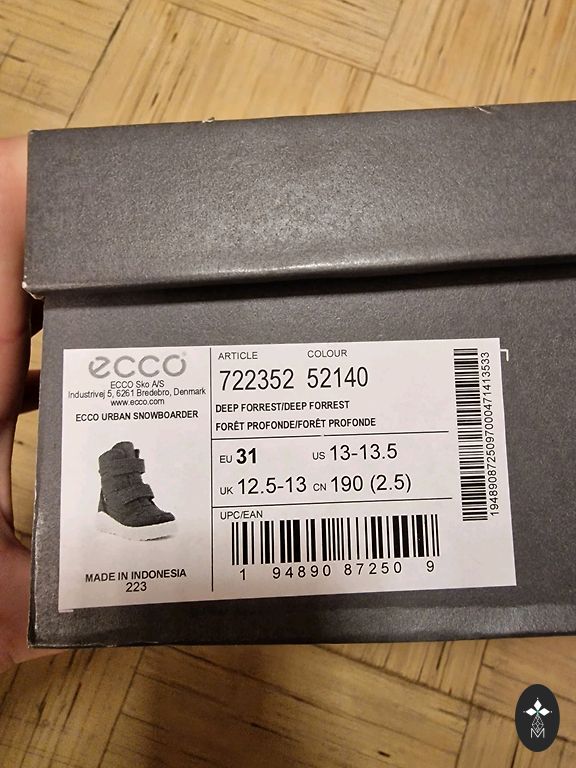 ecco
ECCO Sko A/S
Industrivej 5, 6261 Bredebro, Denmark
www.ecco.com
ECCO URBAN SNOWBOARDER
MADE IN INDONESIA
223
ARTICLE COLOUR
722352 52140
DEEP FORREST/DEEP FORREST
FORÊT PROFONDE/FORÊT PROFONDE
EU 31 US 13-13.5
UK 12.5-13 CN 190 (2.5)
UPC/EAN
1 94890 87250 9
1948908725097000471413533
M